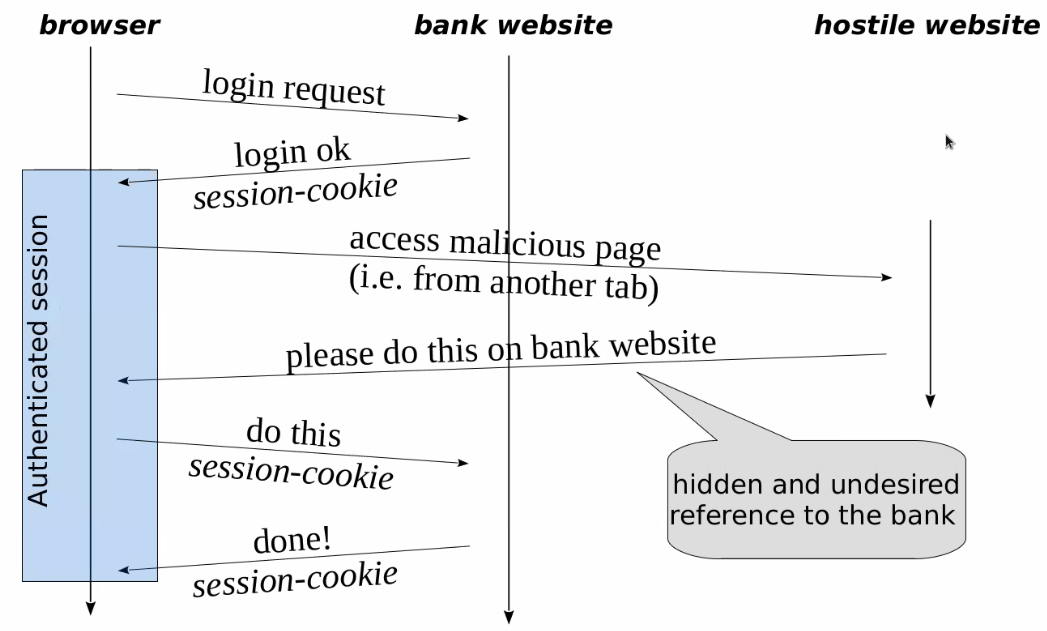 browser
bank website
hostile website
login request
login ok
session-cookie
Authenticated session
access malicious page
(i.e. from another tab)
please do this on bank website
do this
session-cookie
hidden and undesired
reference to the bank
done!
session-cookie